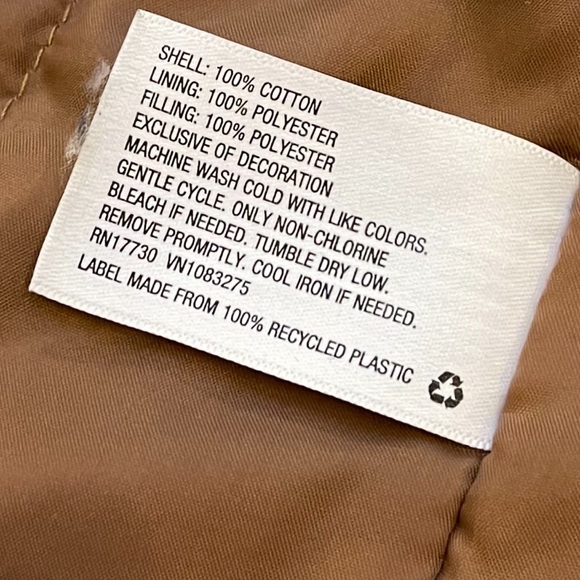 SHELL: 100% COTTON
LINING: 100% POLYESTER
FILLING: 100% POLYESTER
EXCLUSIVE OF DECORATION
MACHINE WASH COLD WITH LIKE COLORS.
GENTLE CYCLE. ONLY NON-CHLORINE
BLEACH IF NEEDED. TUMBLE DRY LOW.
REMOVE PROMPTLY. COOL IRON IF NEEDED.
RN17730 VN1083275
LABEL MADE FROM 100% RECYCLED PLASTIC